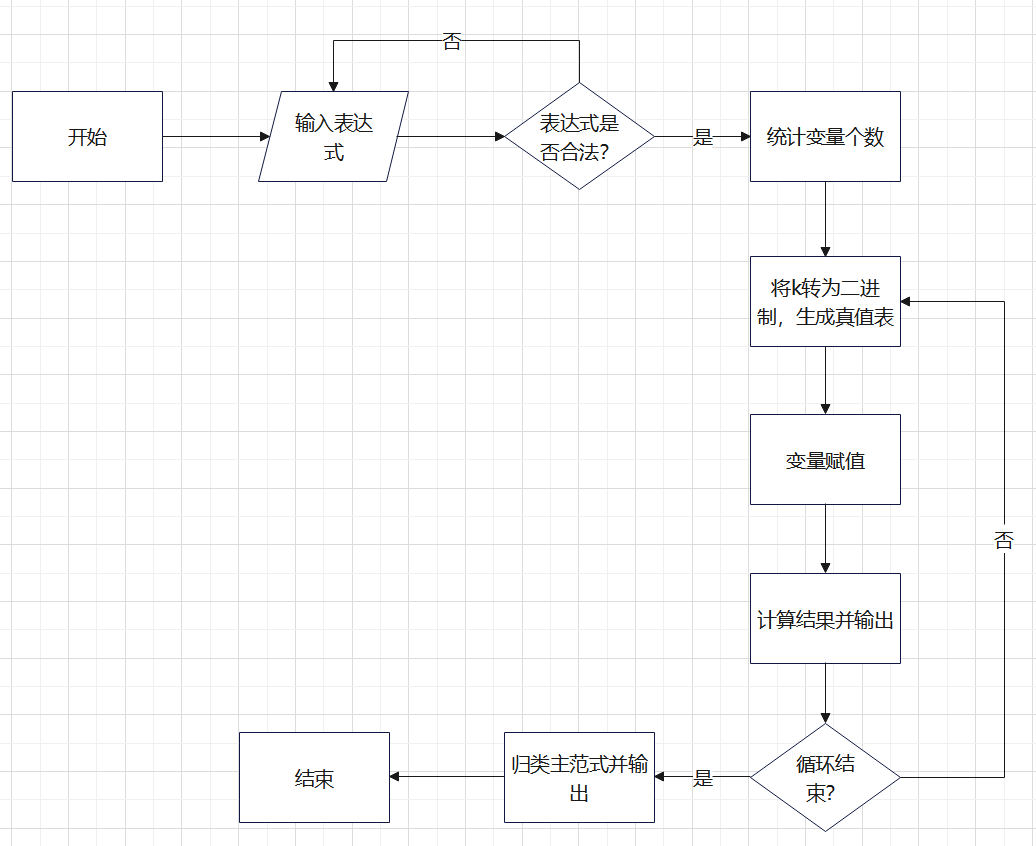 否
开始
输入表达
式
表达式是
否合法？
是
统计变量个数
将k转为二进
制，生成真值表
变量赋值
否
计算结果并输出
循环结
束？
是
归类主范式并输
出
结束